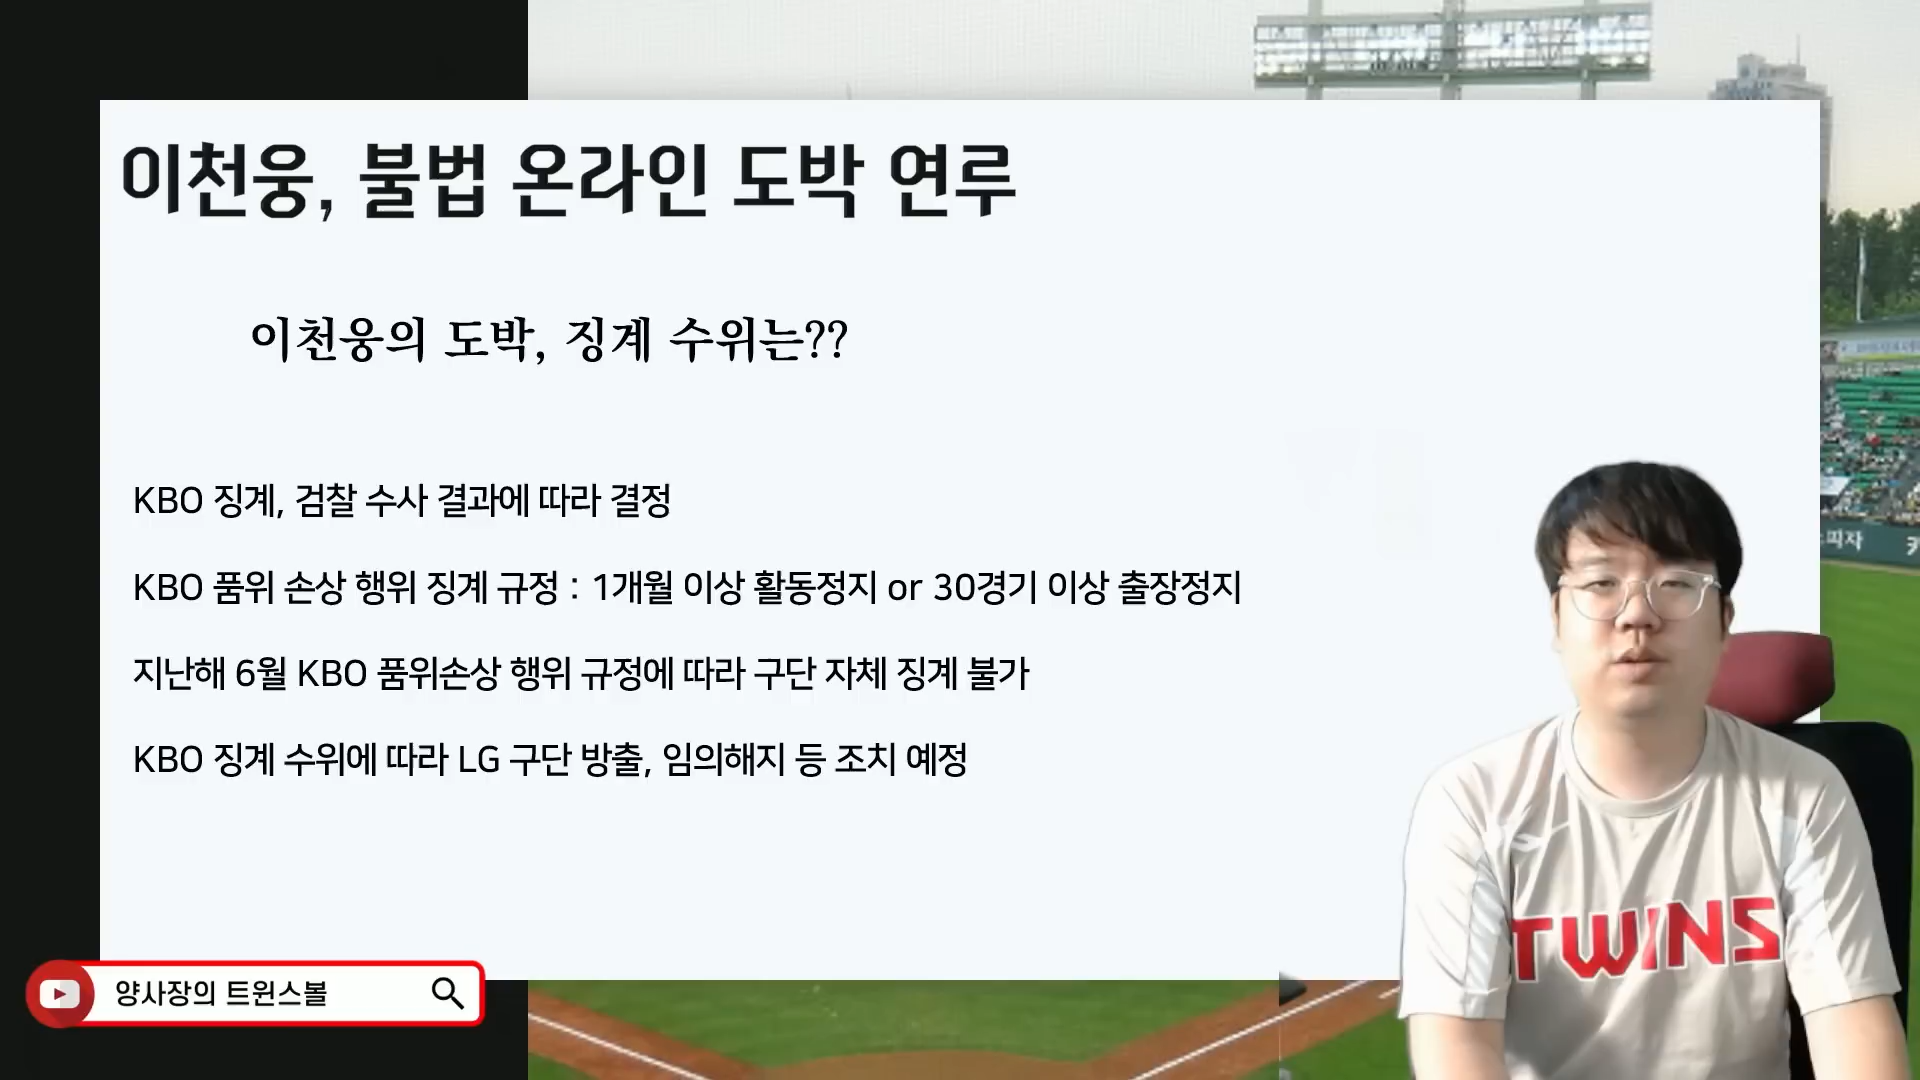 이천웅, 불법 온라인 도박 연루
이천웅의 도박, 징계 수위는??
KBO 징계, 검찰 수사 결과에 따라 결정
KBO 품위 손상 행위 징계 규정 : 1개월 이상 활동정지 or 30경기 이상 출장정지
지난해 6월 KBO 품위손상 행위 규정에 따라 구단 자체 징계 불가
KBO 징계 수위에 따라 LG 구단 방출, 임의해지 등 조치 예정
TWINS
양사장의 트윈스볼